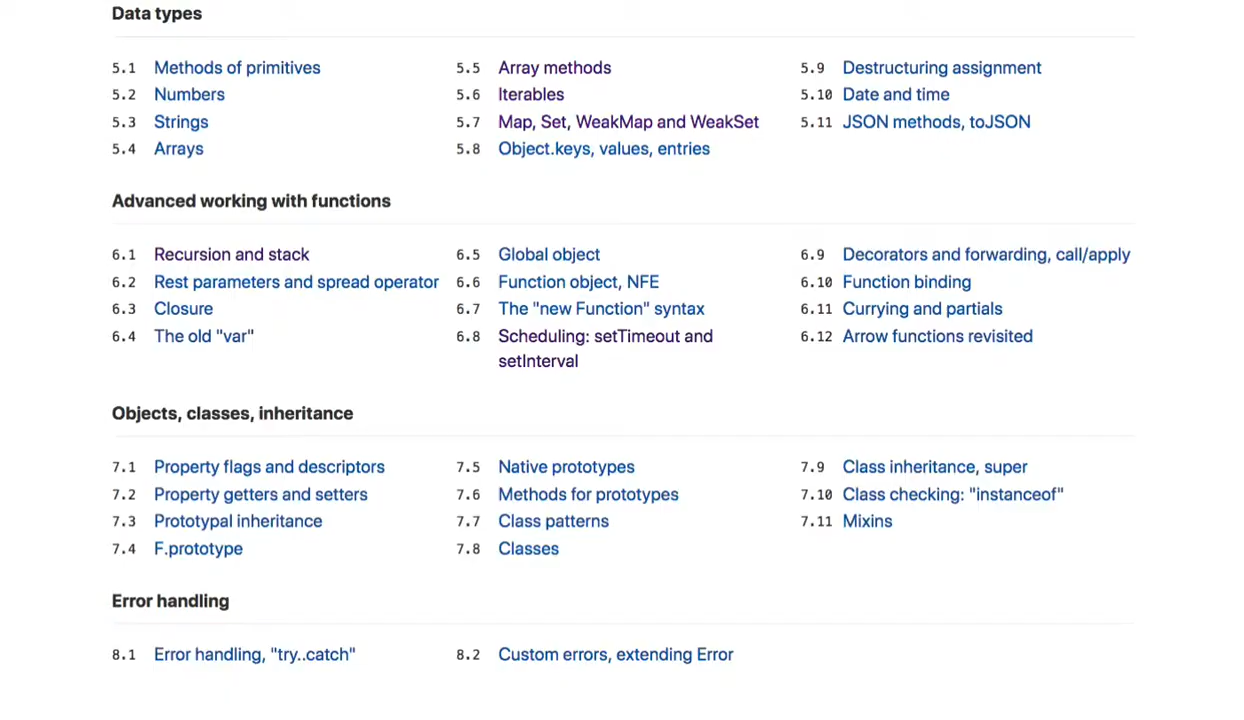 Data types
5.1 Methods of primitives
5.2 Numbers
5.3 Strings
5.4 Arrays
5.5 Array methods
5.6 Iterables
5.7 Map, Set, WeakMap and WeakSet
5.8 Object.keys, values, entries
5.9 Destructuring assignment
5.10 Date and time
5.11 JSON methods, toJSON
Advanced working with functions
6.1 Recursion and stack
6.2 Rest parameters and spread operator
6.3 Closure
6.4 The old "var"
6.5 Global object
6.6 Function object, NFE
6.7 The "new Function" syntax
6.8 Scheduling: setTimeout and
setInterval
6.9 Decorators and forwarding, call/apply
6.10 Function binding
6.11 Currying and partials
6.12 Arrow functions revisited
Objects, classes, inheritance
7.1 Property flags and descriptors
7.2 Property getters and setters
7.3 Prototypal inheritance
7.4 F.prototype
7.5 Native prototypes
7.6 Methods for prototypes
7.7 Class patterns
7.8 Classes
7.9 Class inheritance, super
7.10 Class checking: "instanceof"
7.11 Mixins
Error handling
8.1 Error handling, "try..catch"
8.2 Custom errors, extending Error